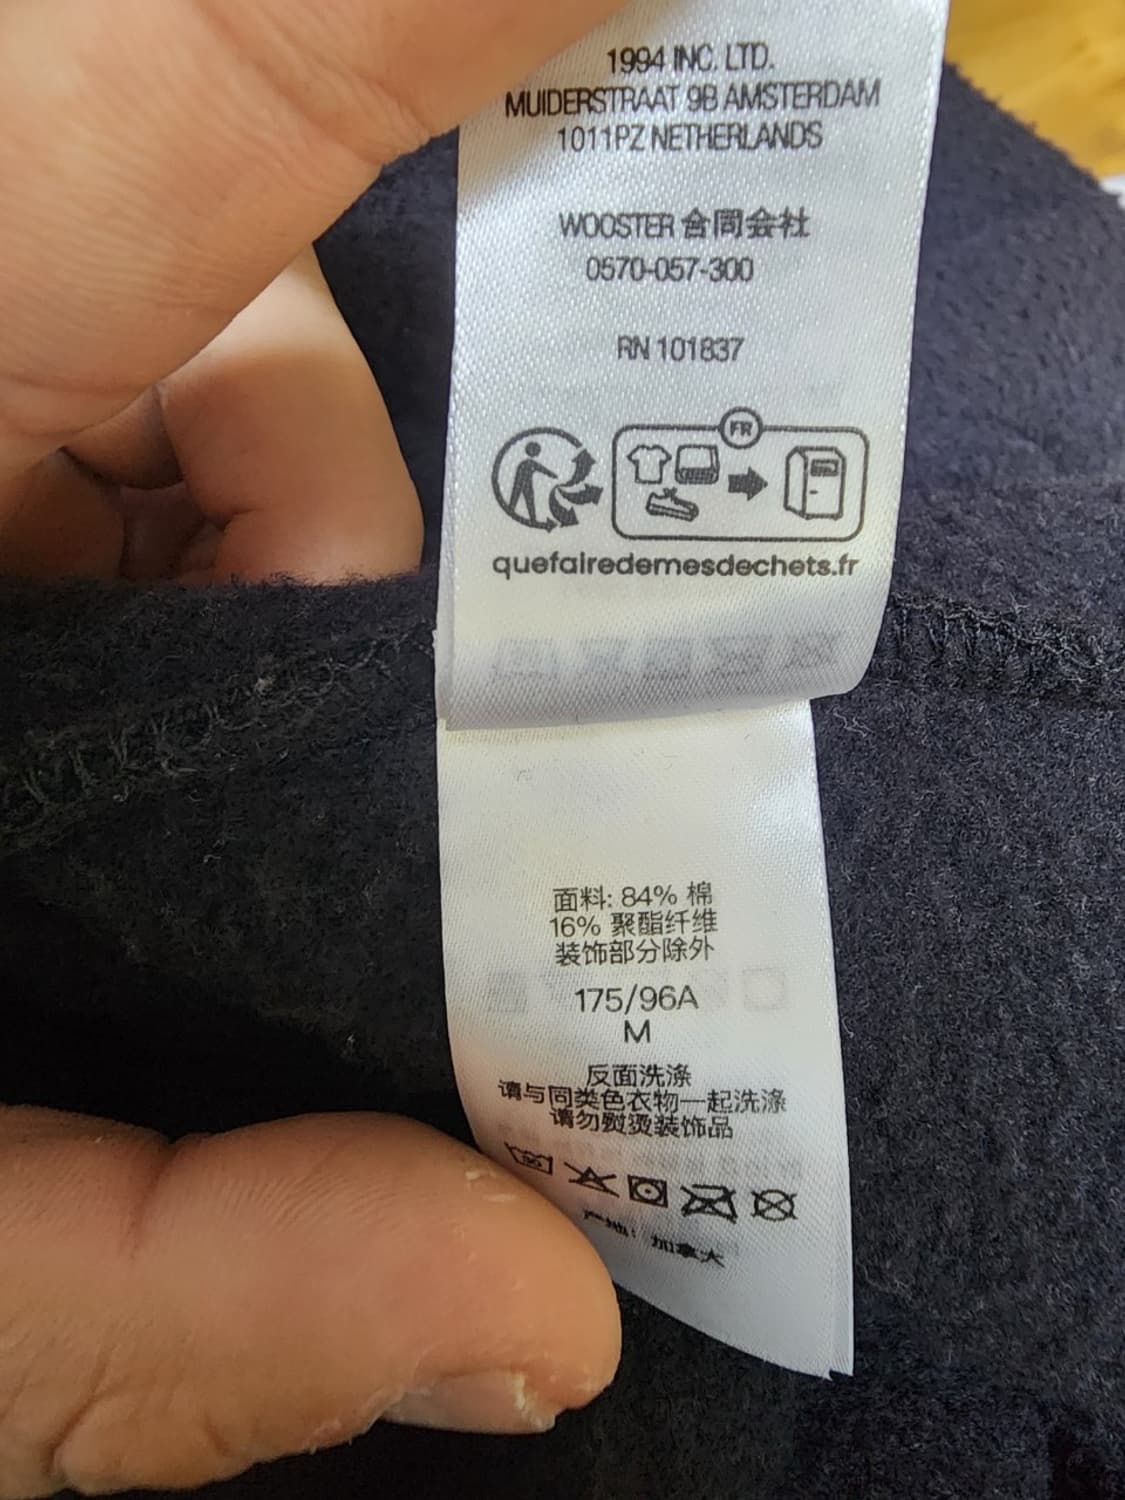 1994 INC. LTD.
MUIDERSTRAAT 9B AMSTERDAM
1011PZ NETHERLANDS
WOOSTER 合同会社
0570-057-300
RN 101837
FR
quefairedemesdechets.fr
面料: 84% 棉
16% 聚酯纤维
装饰部分除外
175/96A
M
反面洗涤
请与同类色衣物一起洗涤
请勿熨烫装饰品
产地: 加拿大